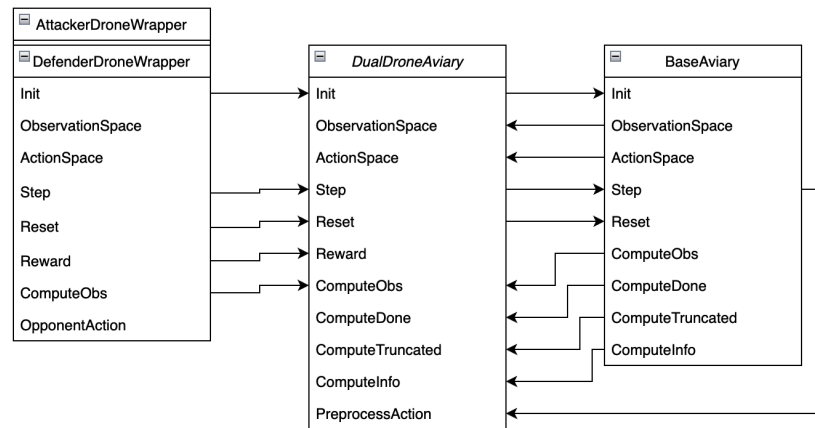 AttackerDroneWrapper
DefenderDroneWrapper
Init
ObservationSpace
ActionSpace
Step
Reset
Reward
ComputeObs
OpponentAction
DualDroneAviary
Init
ObservationSpace
ActionSpace
Step
Reset
Reward
ComputeObs
ComputeDone
ComputeTruncated
ComputeInfo
PreprocessAction
BaseAviary
Init
ObservationSpace
ActionSpace
Step
Reset
ComputeObs
ComputeDone
ComputeTruncated
ComputeInfo